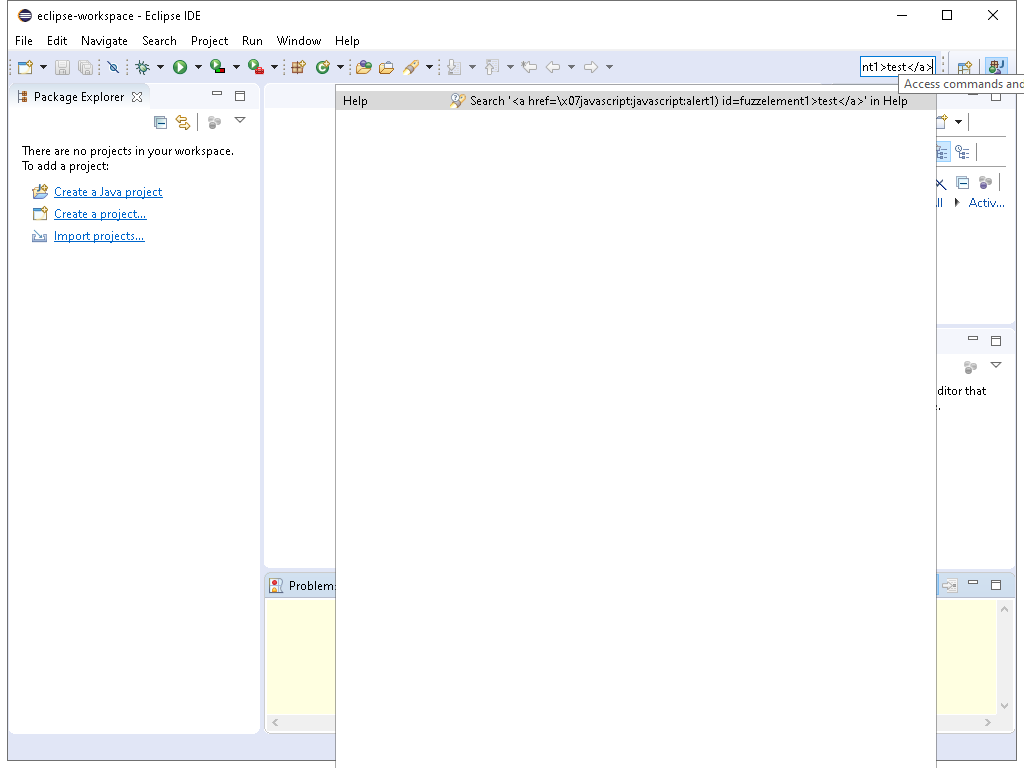 eclipse-workspace - Eclipse IDE
File Edit Navigate Search Project Run Window Help
nt1>test</a>
Access commands and
Package Explorer
Help Search '<a href=\x07javascript:javascript:alert1) id=fuzzelement1>test</a>' in Help
There are no projects in your workspace.
To add a project:
Create a Java project
Create a project...
Import projects...
Activ...
ditor that
Problem